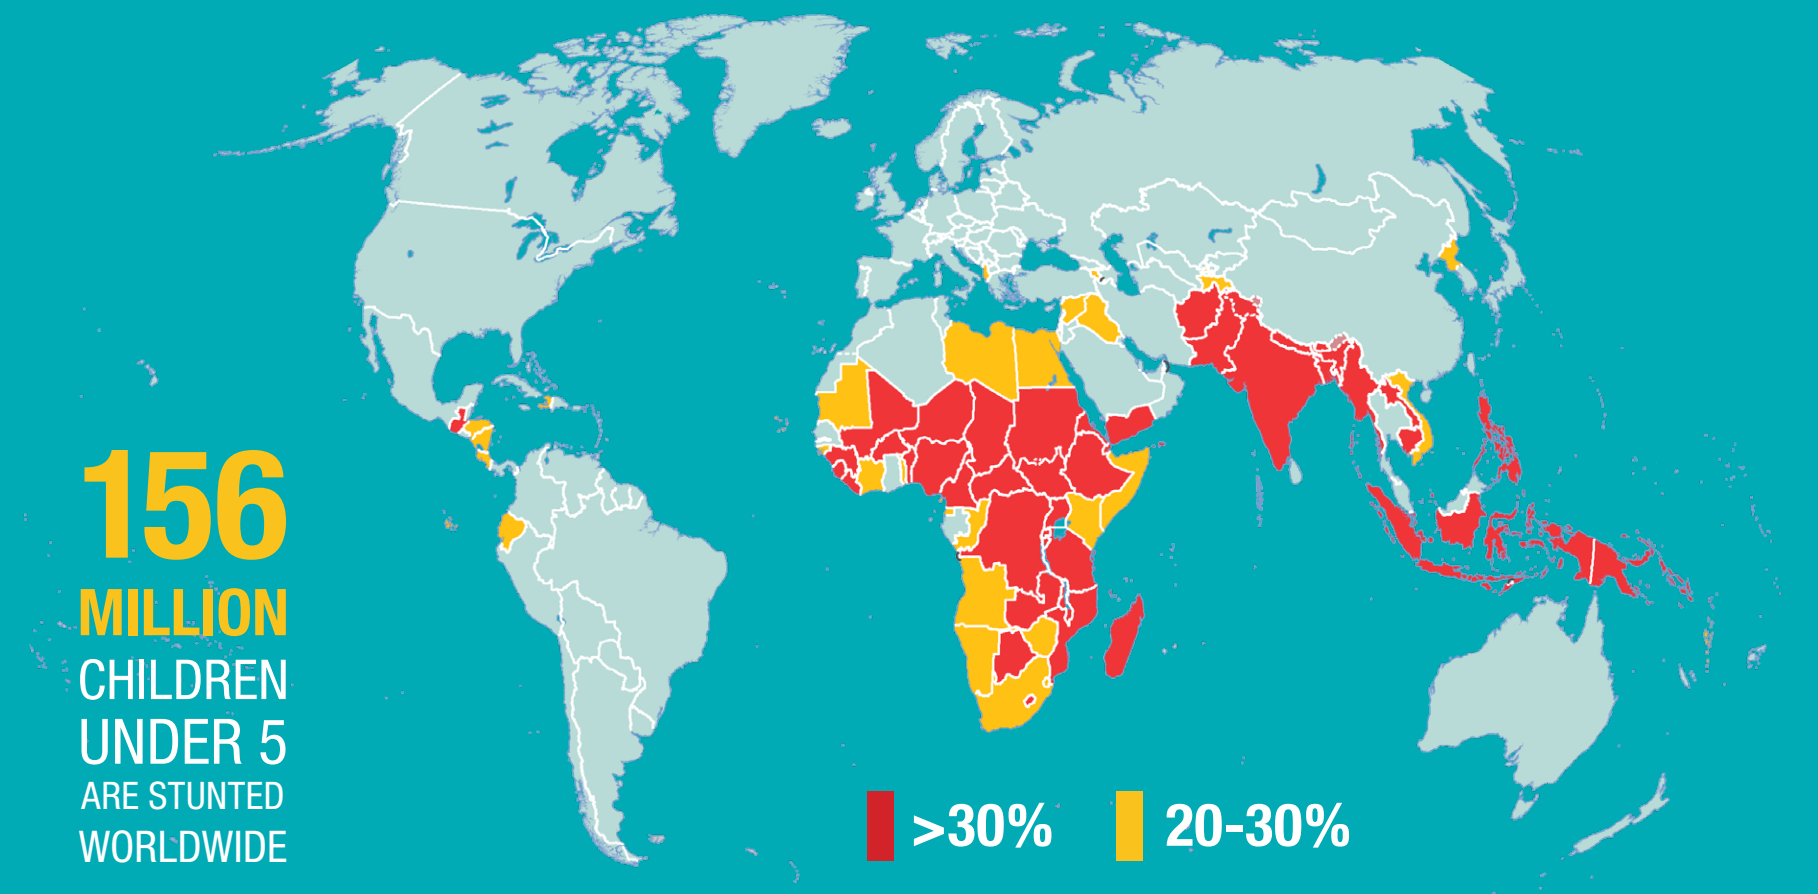 156
MILLION
CHILDREN
UNDER 5
ARE STUNTED
WORLDWIDE
>30%
20-30%